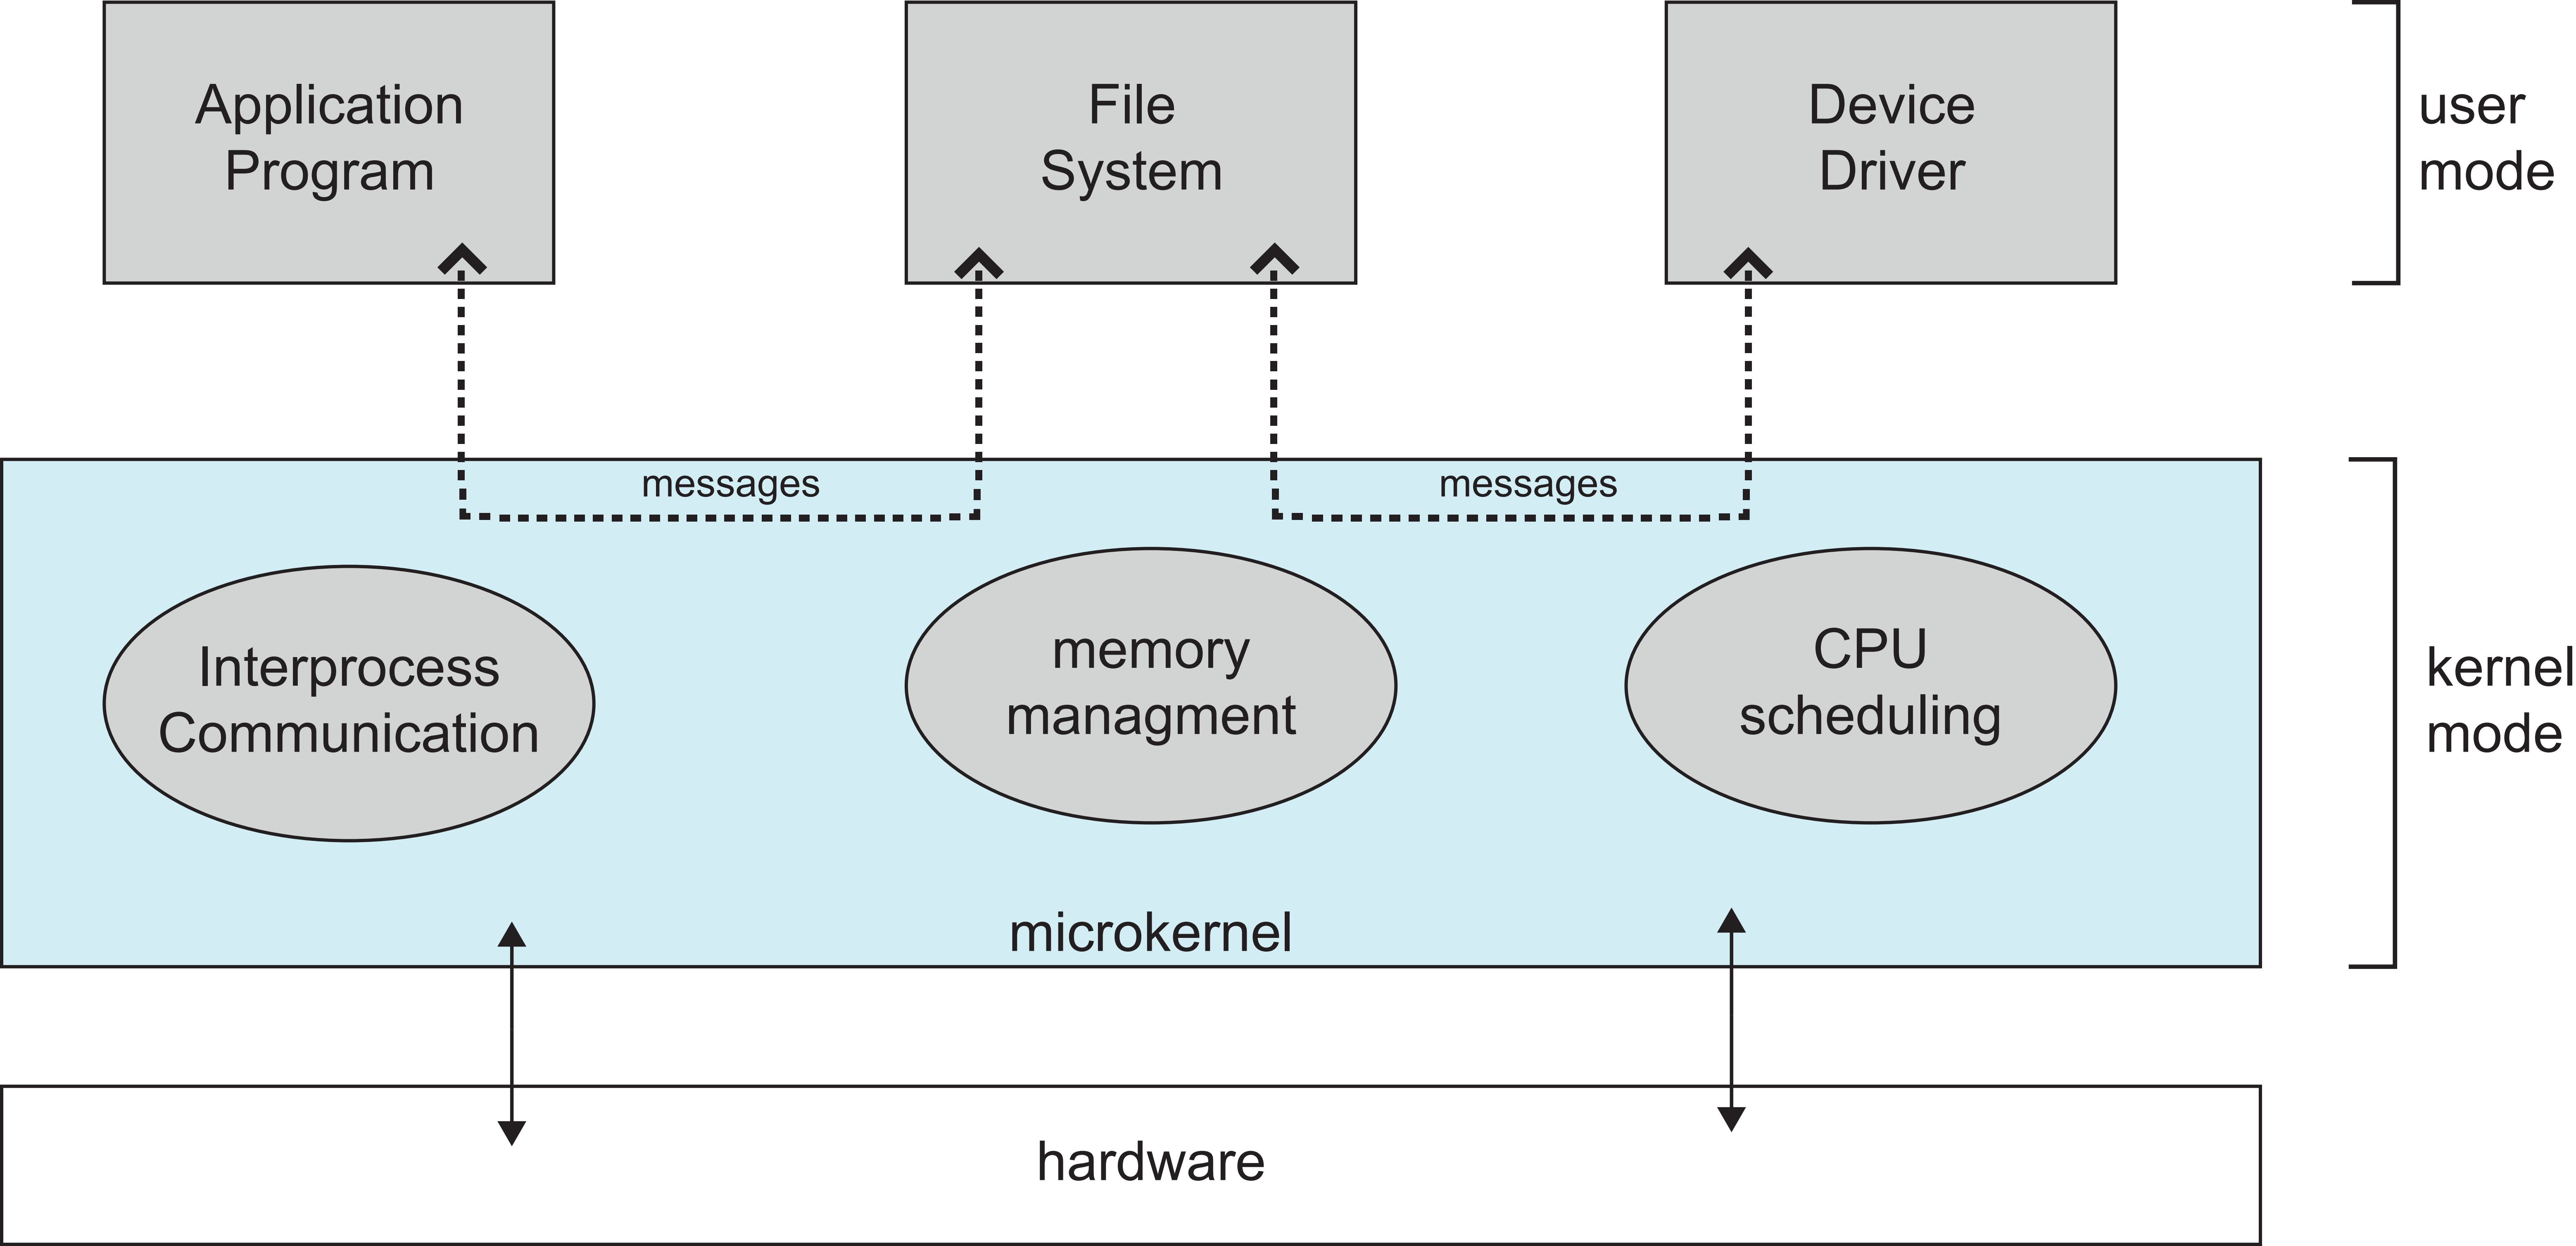 Application
Program
File
System
Device
Driver
user
mode
messages
messages
Interprocess
Communication
memory
managment
CPU
scheduling
kernel
mode
microkernel
hardware